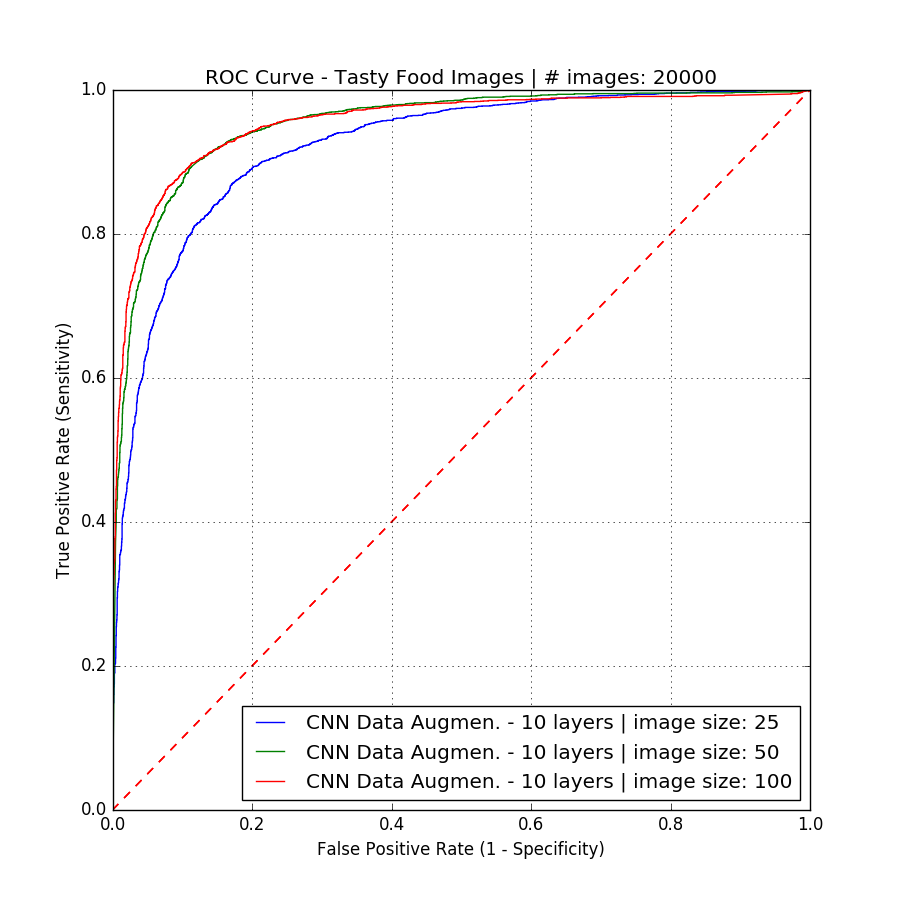 ROC Curve - Tasty Food Images | # images: 20000
1.0
0.8
0.6
0.4
0.2
0.0
True Positive Rate (Sensitivity)
CNN Data Augmen. - 10 layers | image size: 25
CNN Data Augmen. - 10 layers | image size: 50
CNN Data Augmen. - 10 layers | image size: 100
0.0 0.2 0.4 0.6 0.8 1.0
False Positive Rate (1 - Specificity)